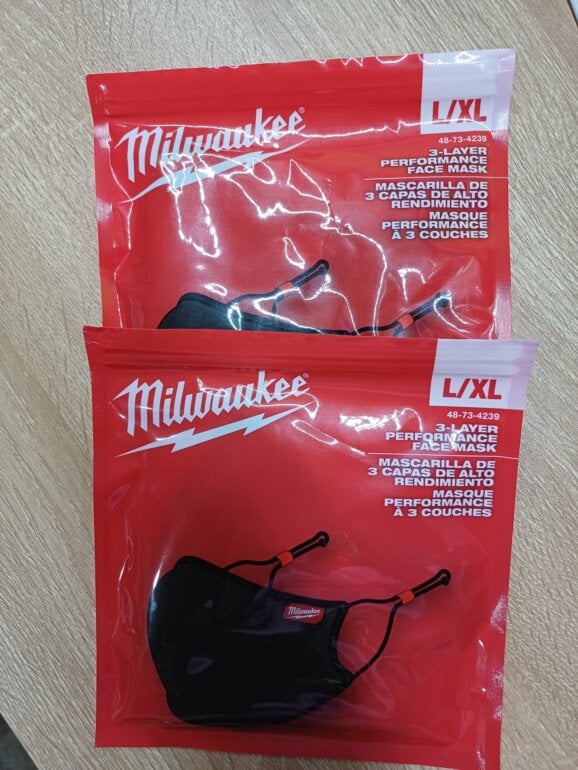 Milwaukee®
L/XL
48-73-4239
3-LAYER
PERFORMANCE
FACE MASK
MASCARILLA DE
3 CAPAS DE ALTO
RENDIMIENTO
MASQUE
PERFORMANCE
À 3 COUCHES
Milwaukee®
L/XL
48-73-4239
3-LAYER
PERFORMANCE
FACE MASK
MASCARILLA DE
3 CAPAS DE ALTO
RENDIMIENTO
MASQUE
PERFORMANCE
À 3 COUCHES
Milwaukee